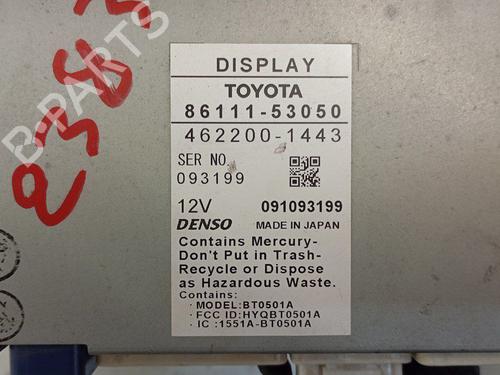 DISPLAY
TOYOTA
86111-53050
462200-1443
SER NO.
093199
12V 091093199
DENSO MADE IN JAPAN
Contains Mercury-
Don't Put in Trash-
Recycle or Dispose
as Hazardous Waste.
Contains:
· MODEL:BT0501A
· FCC ID:HYQBT0501A
· IC :1551A-BT0501A
B-PARTS